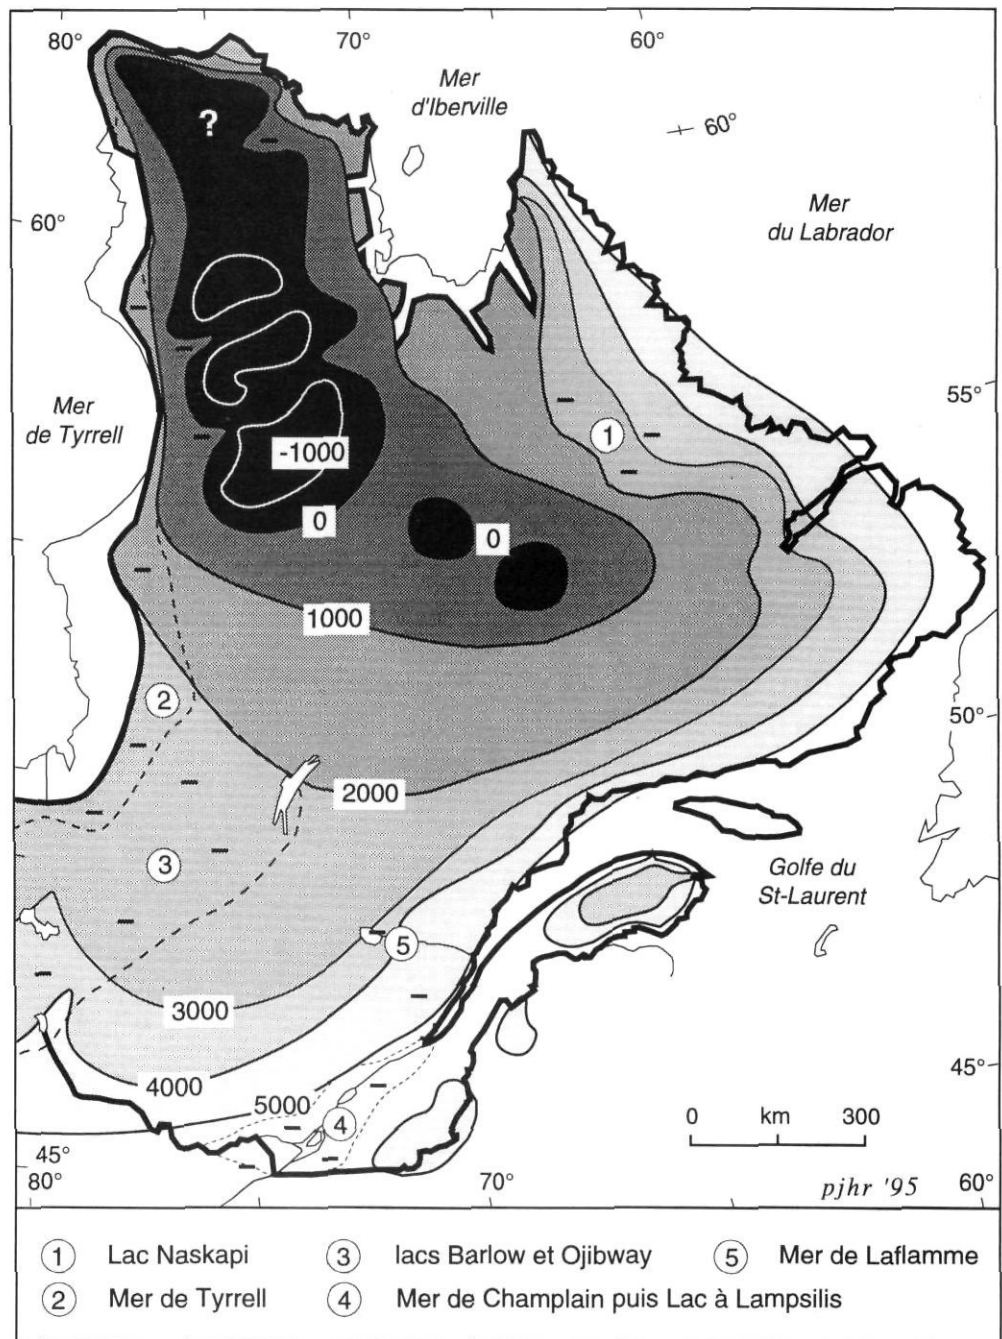 80°
70°
60°
Mer
d'Iberville
60°
?
60°
Mer
du Labrador
55°
Mer
de Tyrrell
1
-1000
0
0
1000
2
50°
2000
3
Golfe du
St-Laurent
5
3000
4000
5000
4
45°
0 km 300
45°
80°
70°
pjhr '95
60°
1 Lac Naskapi
3 lacs Barlow et Ojibway
5 Mer de Laflamme
2 Mer de Tyrrell
4 Mer de Champlain puis Lac à Lampsilis